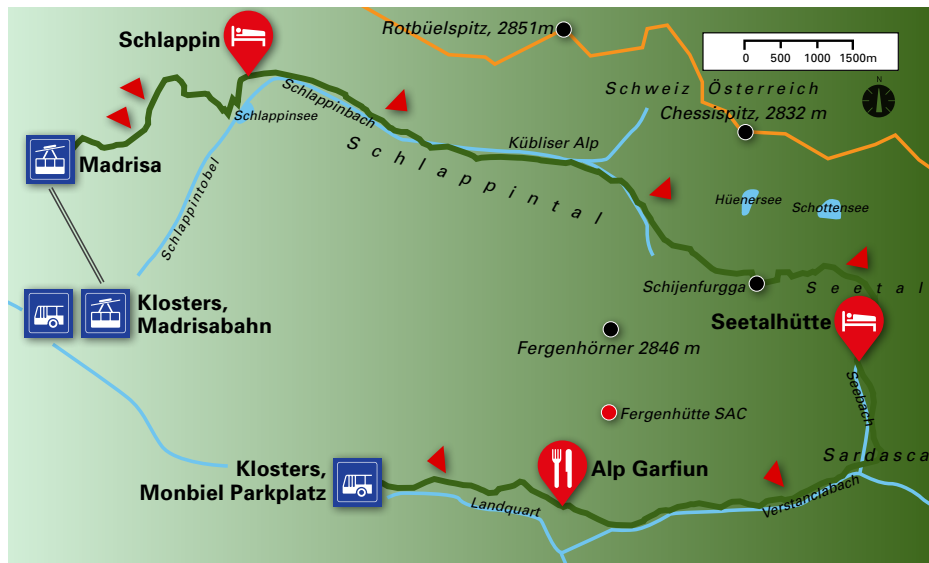 Rotbüelspitz, 2851m
Schlappin
0 500 1000 1500m
N
Schweiz Österreich
Chessispitz, 2832 m
Schlappinbach
Schlappinsee
Kübliser Alp
Madrisa
Schlappintal
Hüenersee
Schottensee
Schlappintobel
Schijenfurgga
Seetal
Klosters,
Madrisabahn
Seetalhütte
Fergenhörner 2846 m
Seebach
Fergenhütte SAC
Klosters,
Monbiel Parkplatz
Alp Garfiun
Sardasca
Landquart
Verstanclabach